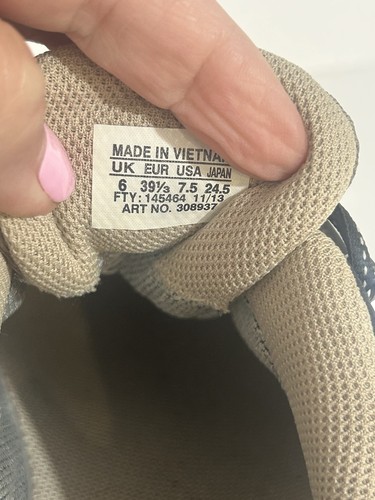 MADE IN VIETNA
UK EUR USA JAPAN
6 39⅓ 7.5 24.5
FTY: 145464 11/13
ART NO. 308937